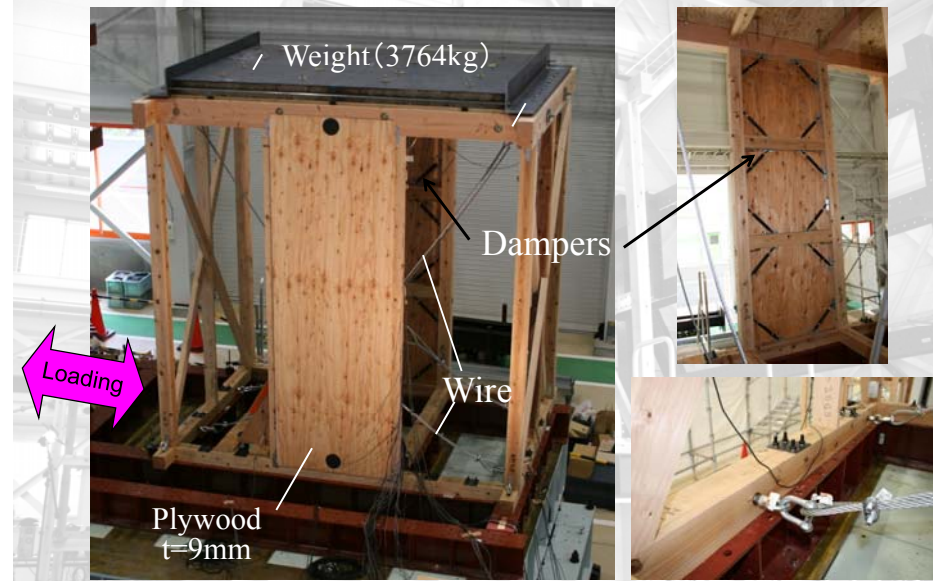 Weight（3764kg）
Dampers
Loading
Wire
Plywood
t=9mm